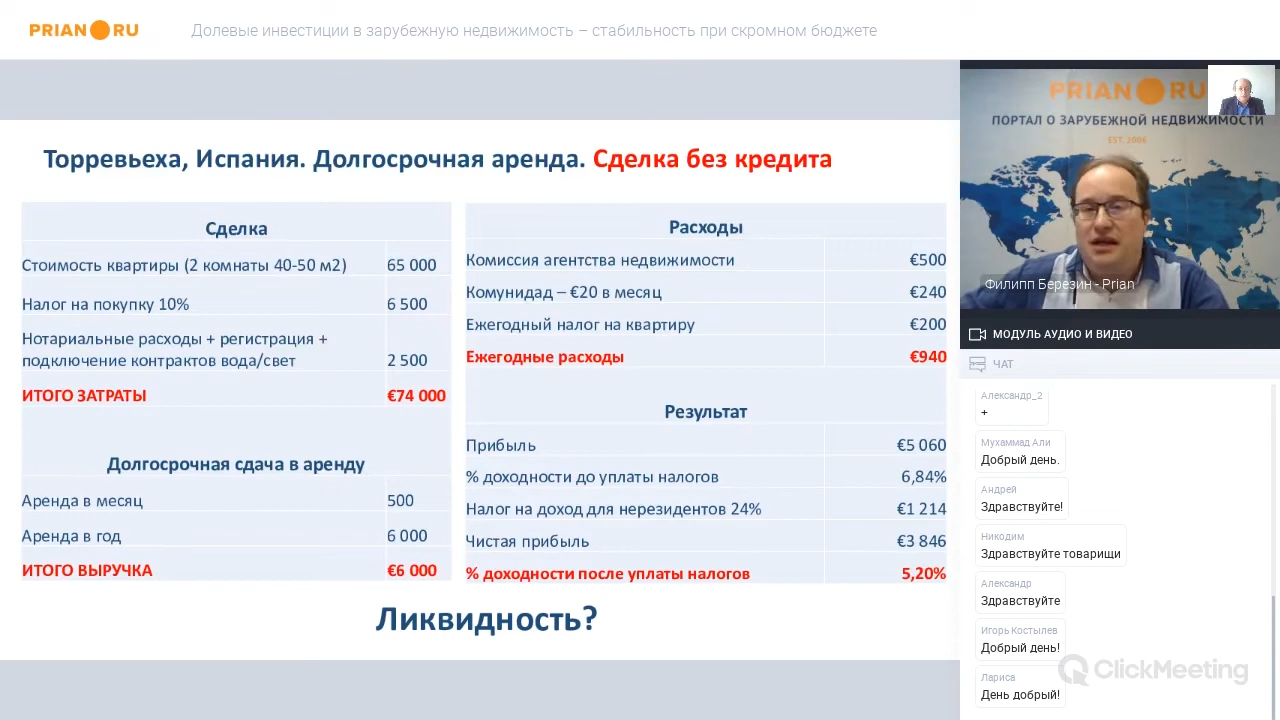 PRIAN RU
Долевые инвестиции в зарубежную недвижимость – стабильность при скромном бюджете
Торревьеха, Испания. Долгосрочная аренда. Сделка без кредита
Сделка
Стоимость квартиры (2 комнаты 40-50 м2) 65 000
Налог на покупку 10% 6 500
Нотариальные расходы + регистрация +
подключение контрактов вода/свет 2 500
ИТОГО ЗАТРАТЫ €74 000
Долгосрочная сдача в аренду
Аренда в месяц 500
Аренда в год 6 000
ИТОГО ВЫРУЧКА €6 000
Расходы
Комиссия агентства недвижимости €500
Комунидад – €20 в месяц €240
Ежегодный налог на квартиру €200
Ежегодные расходы €940
Результат
Прибыль €5 060
% доходности до уплаты налогов 6,84%
Налог на доход для нерезидентов 24% €1 214
Чистая прибыль €3 846
% доходности после уплаты налогов 5,20%
Ликвидность?
PRIAN RU
ПОРТАЛ О ЗАРУБЕЖНОЙ НЕДВИЖИМОСТИ
EST. 2006
Филипп Березин - Prian
МОДУЛЬ АУДИО И ВИДЕО
ЧАТ
Александр_2
+
Мухаммад Али
Добрый день.
Андрей
Здравствуйте!
Никодим
Здравствуйте товарищи
Александр
Здравствуйте
Игорь Костылев
Добрый день!
Лариса
День добрый!
ClickMeeting